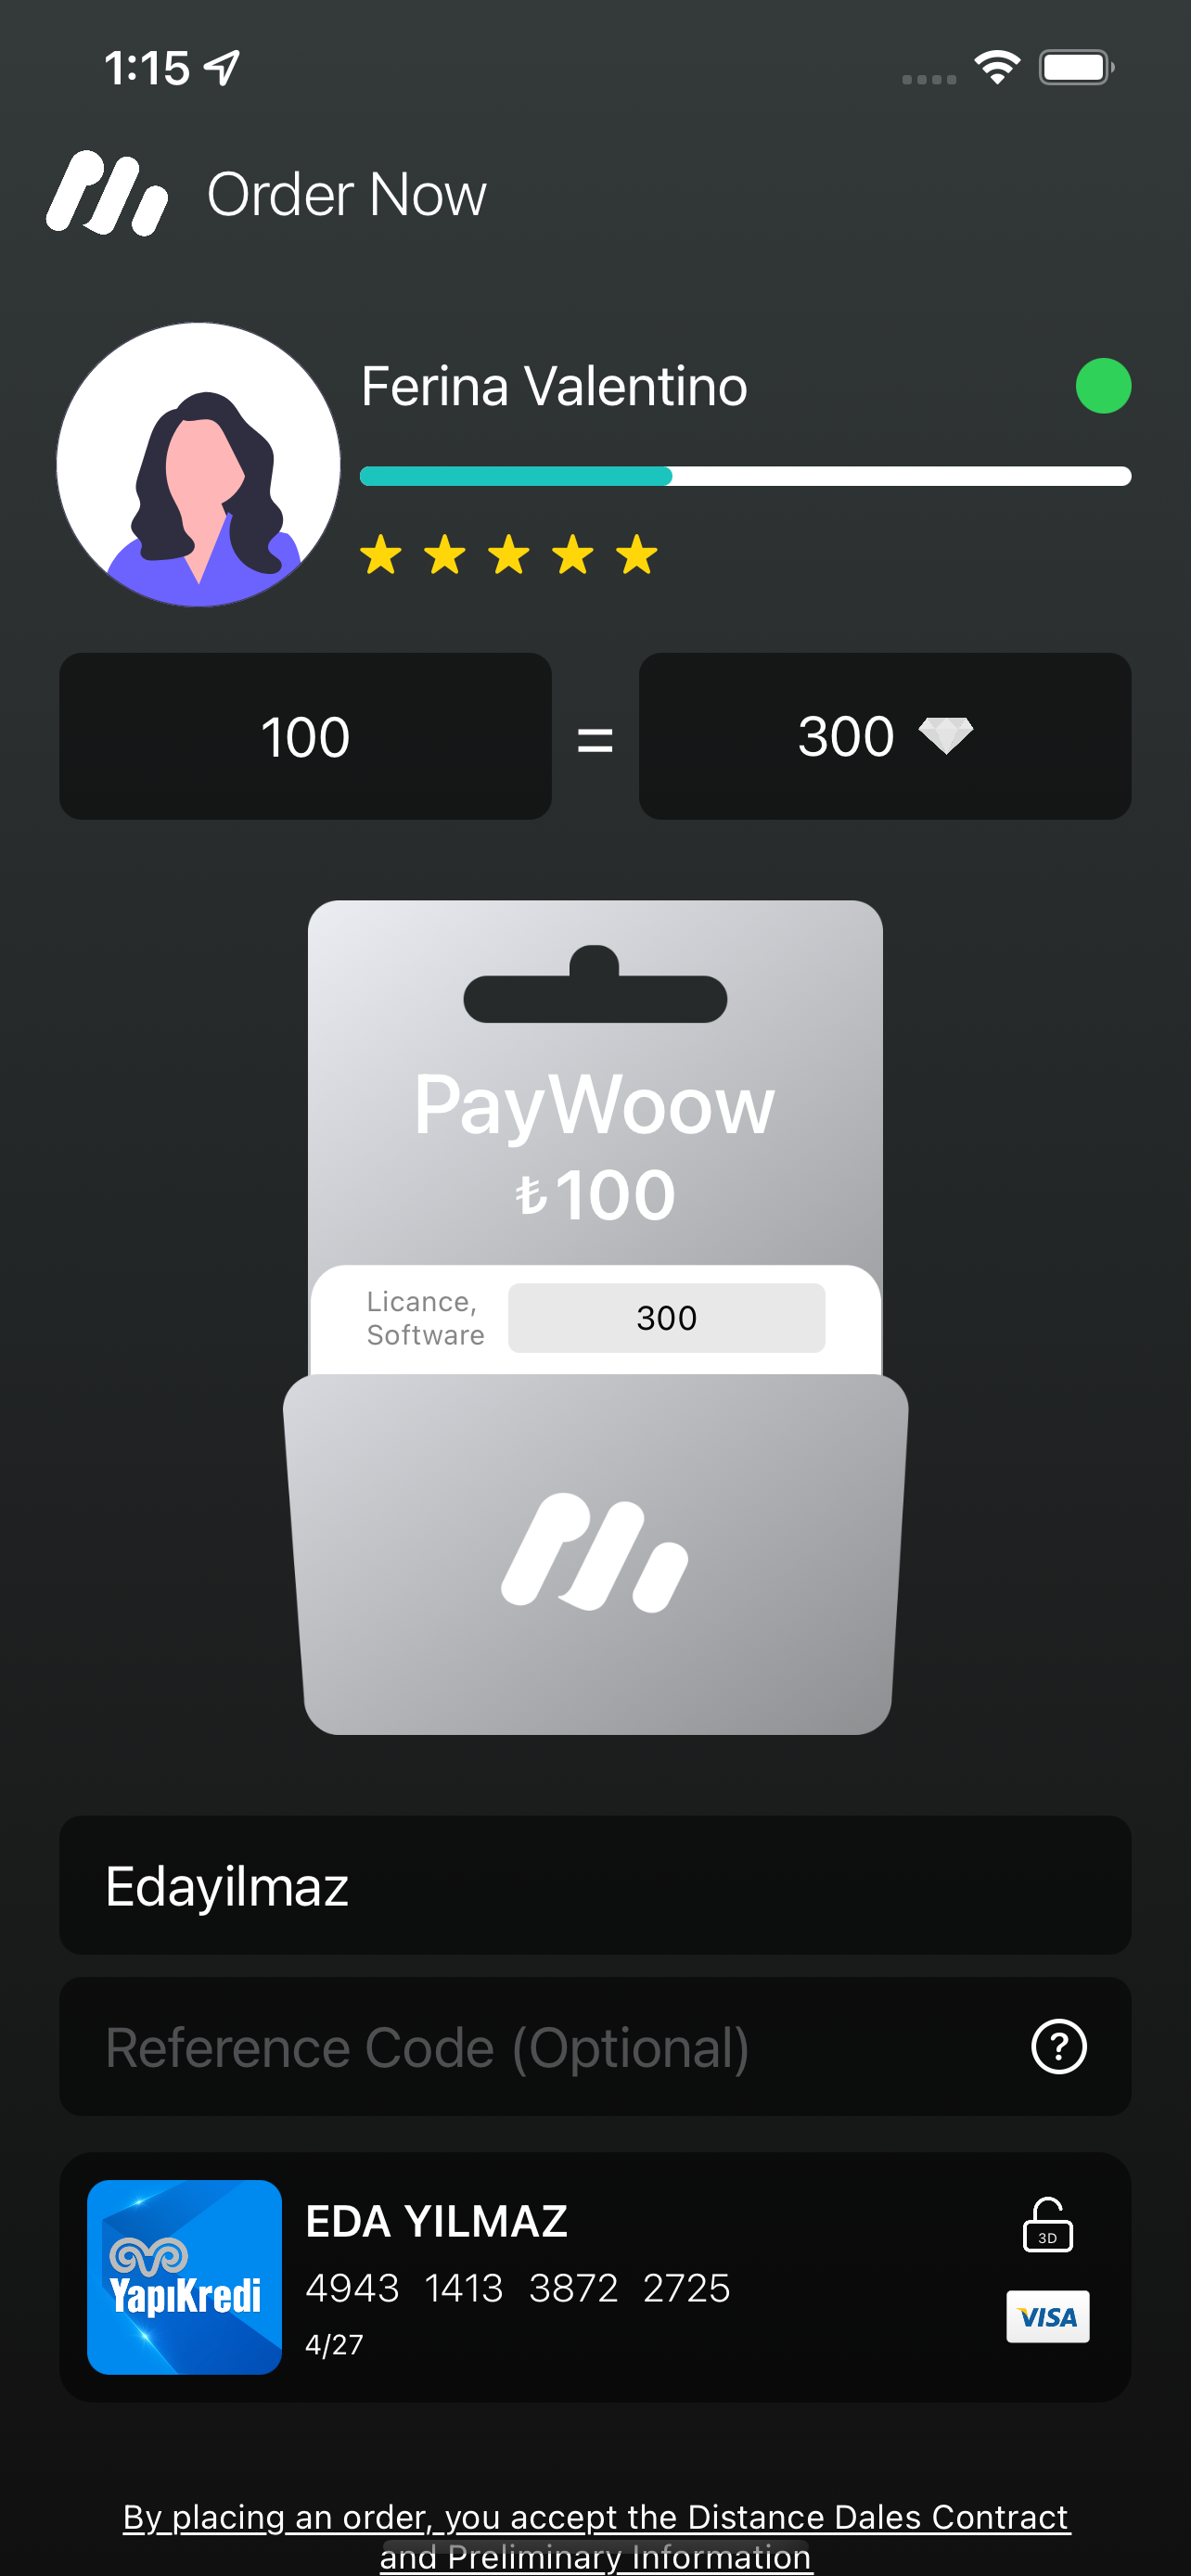 1:15
Order Now
Ferina Valentino
100
=
300
PayWoow
₺100
Licance,
Software
300
Edayilmaz
Reference Code (Optional)
?
EDA YILMAZ
3D
YapıKredi
4943 1413 3872 2725
VISA
4/27
By placing an order, you accept the Distance Dales Contract
and Preliminary Information